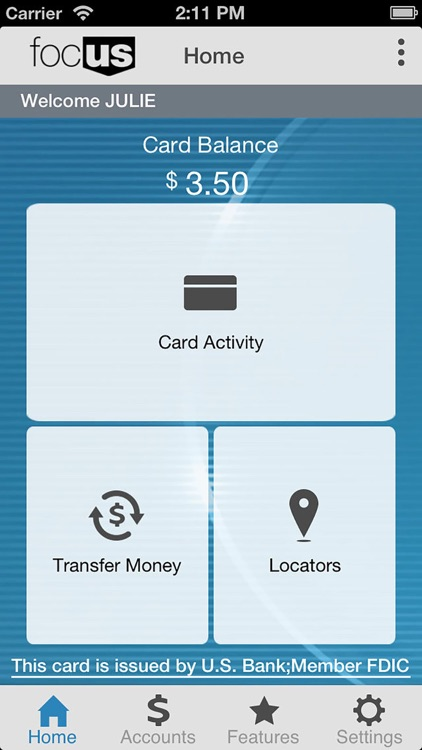 Carrier 2:11 PM
focus Home
Welcome JULIE
Card Balance
$ 3.50
Card Activity
$
Transfer Money Locators
This card is issued by U.S. Bank;Member FDIC
$
Home Accounts Features Settings